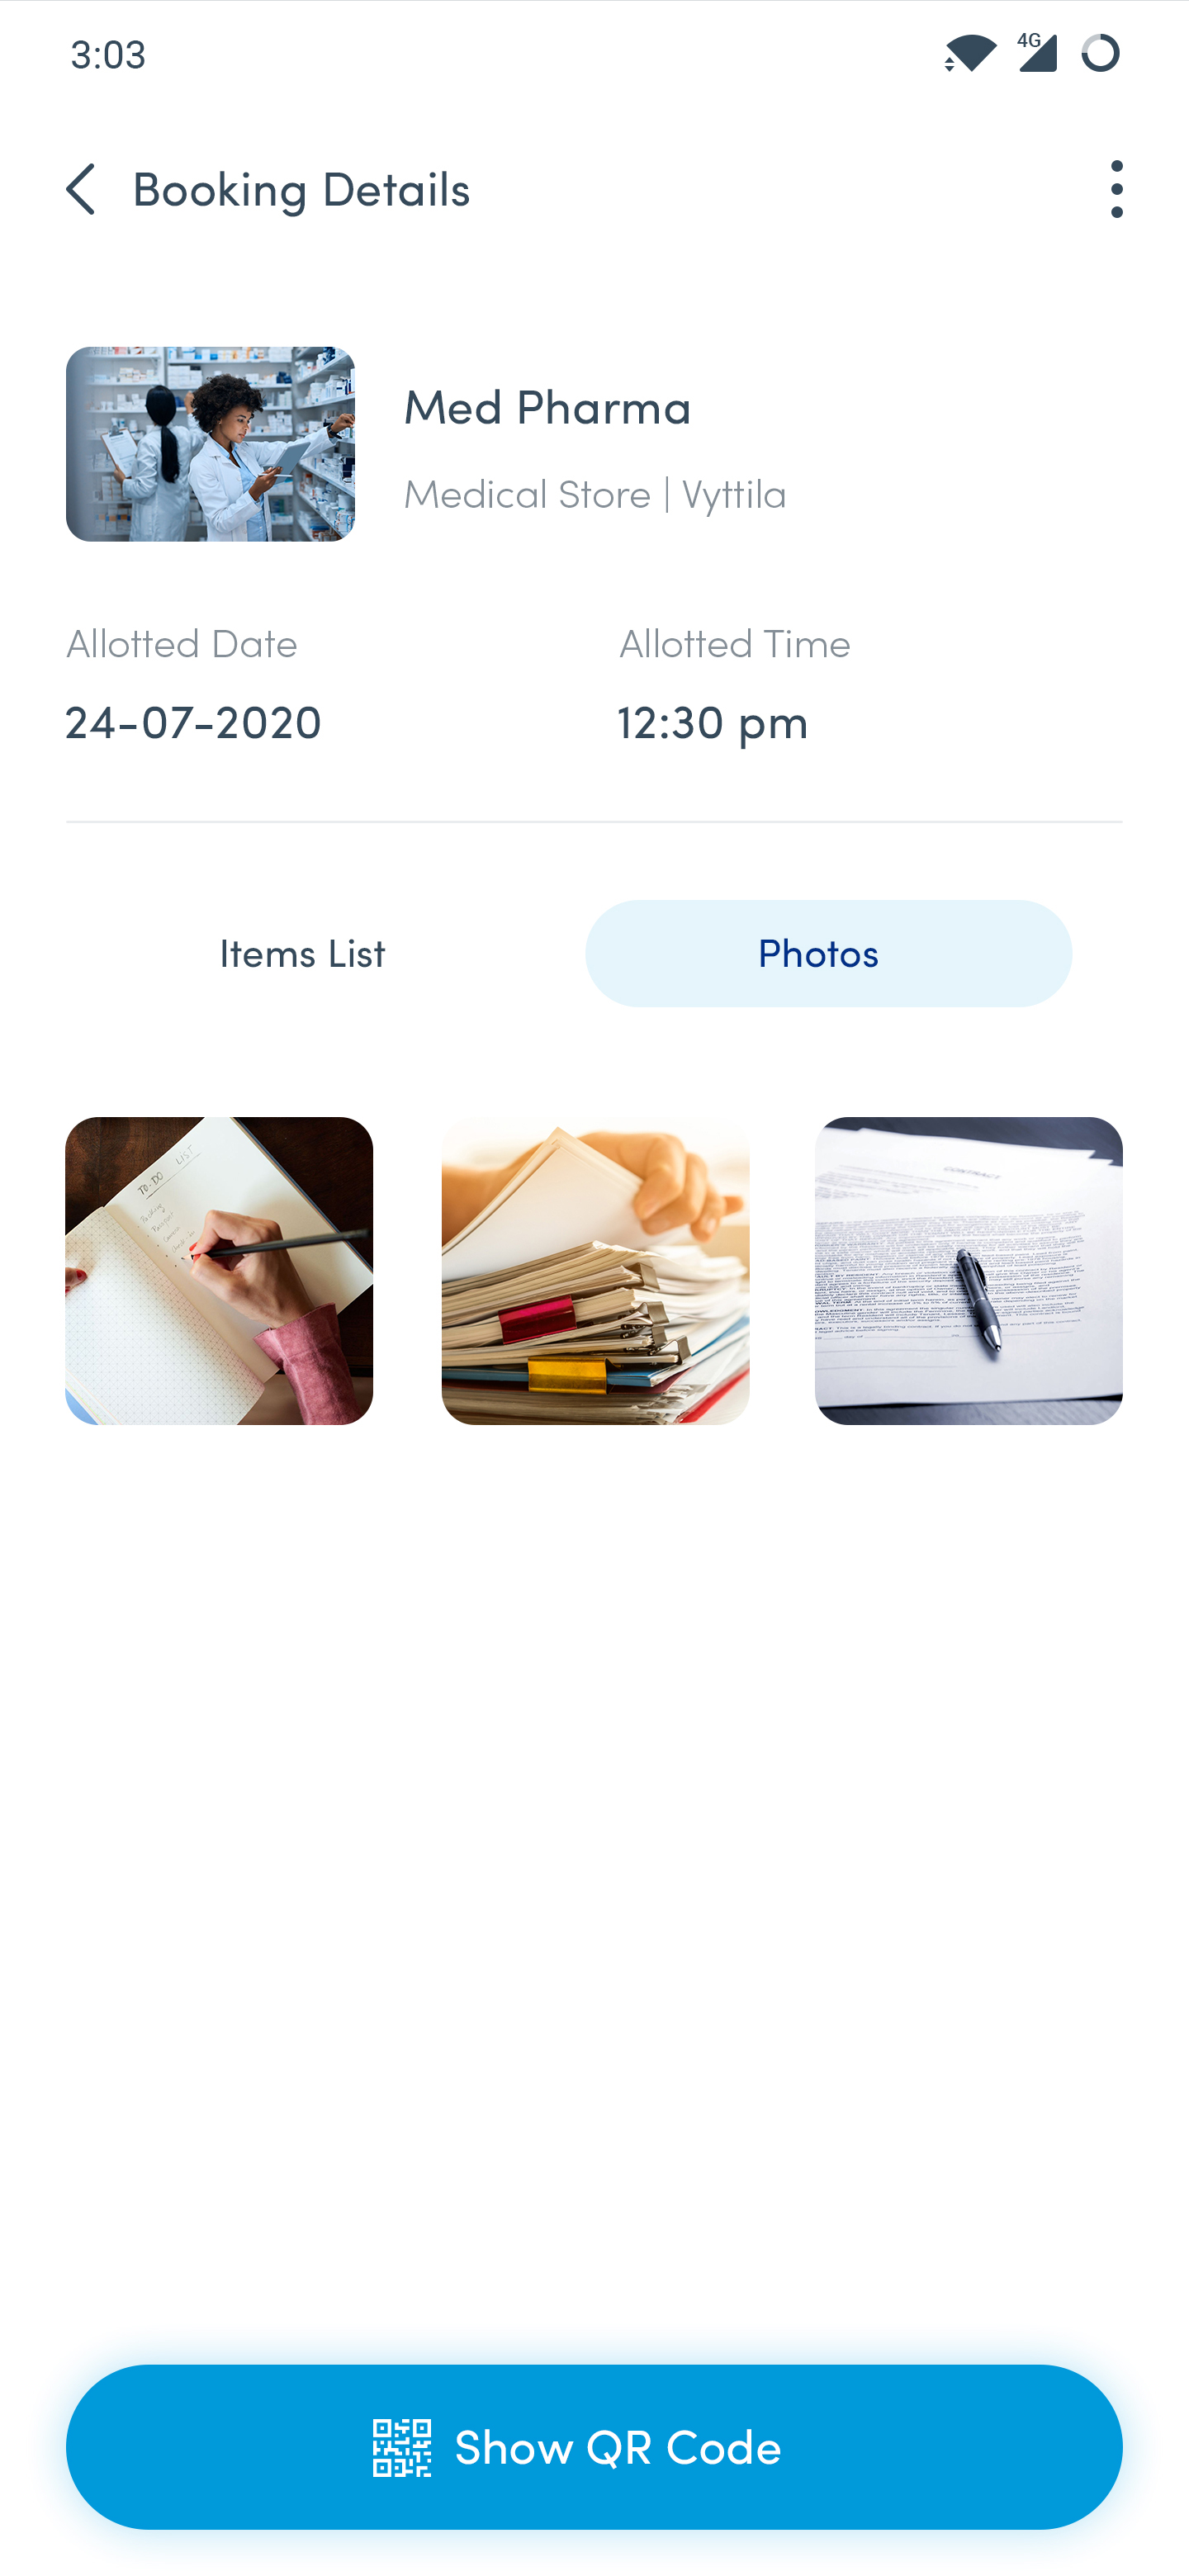 3:03
4G
Booking Details
Med Pharma
Medical Store | Vyttila
Allotted Date
Allotted Time
24-07-2020
12:30 pm
Items List
Photos
TO-DO LIST
CONTRACT
Show QR Code